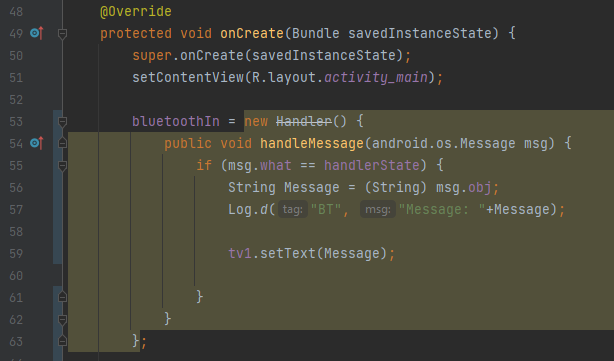 48 @Override
49 protected void onCreate(Bundle savedInstanceState) {
50 super.onCreate(savedInstanceState);
51 setContentView(R.layout.activity_main);
52
53 bluetoothIn = new Handler() {
54 public void handleMessage(android.os.Message msg) {
55 if (msg.what == handlerState) {
56 String Message = (String) msg.obj;
57 Log.d( tag: "BT", msg: "Message: "+Message);
58
59 tv1.setText(Message);
60
61 }
62 }
63 };